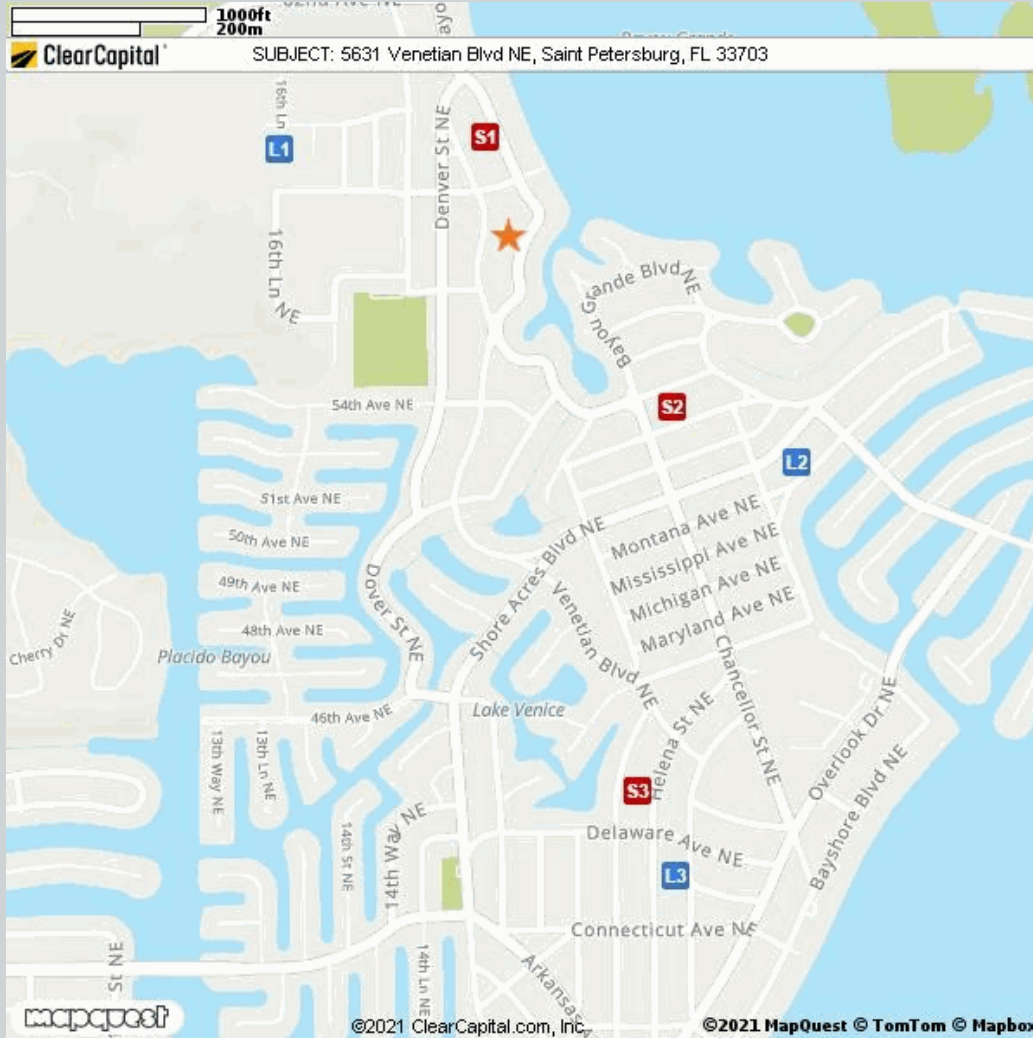 1000ft
200m
ClearCapital
SUBJECT: 5631 Venetian Blvd NE, Saint Petersburg, FL 33703
16th Ln
S1
L1
Denver St NE
16th Ln NE
Bayou Grande Blvd NE
54th Ave NE
S2
L2
51st Ave NE
50th Ave NE
Shore Acres Blvd NE
Montana Ave NE
Mississippi Ave NE
49th Ave NE
Michigan Ave NE
Dover St NE
Venetian Blvd NE
Maryland Ave NE
48th Ave NE
Cherry Dr NE
Placido Bayou
Chancellor St NE
Lake Venice
46th Ave NE
Helena St NE
Overlook Dr NE
13th Way NE
13th Ln NE
Bayshore Blvd NE
S3
14th St NE
14th Way NE
Delaware Ave NE
L3
Connecticut Ave NE
St NE
14th Ln NE
Arkansas
mapquest
©2021 ClearCapital.com, Inc
©2021 MapQuest © TomTom © Mapbox